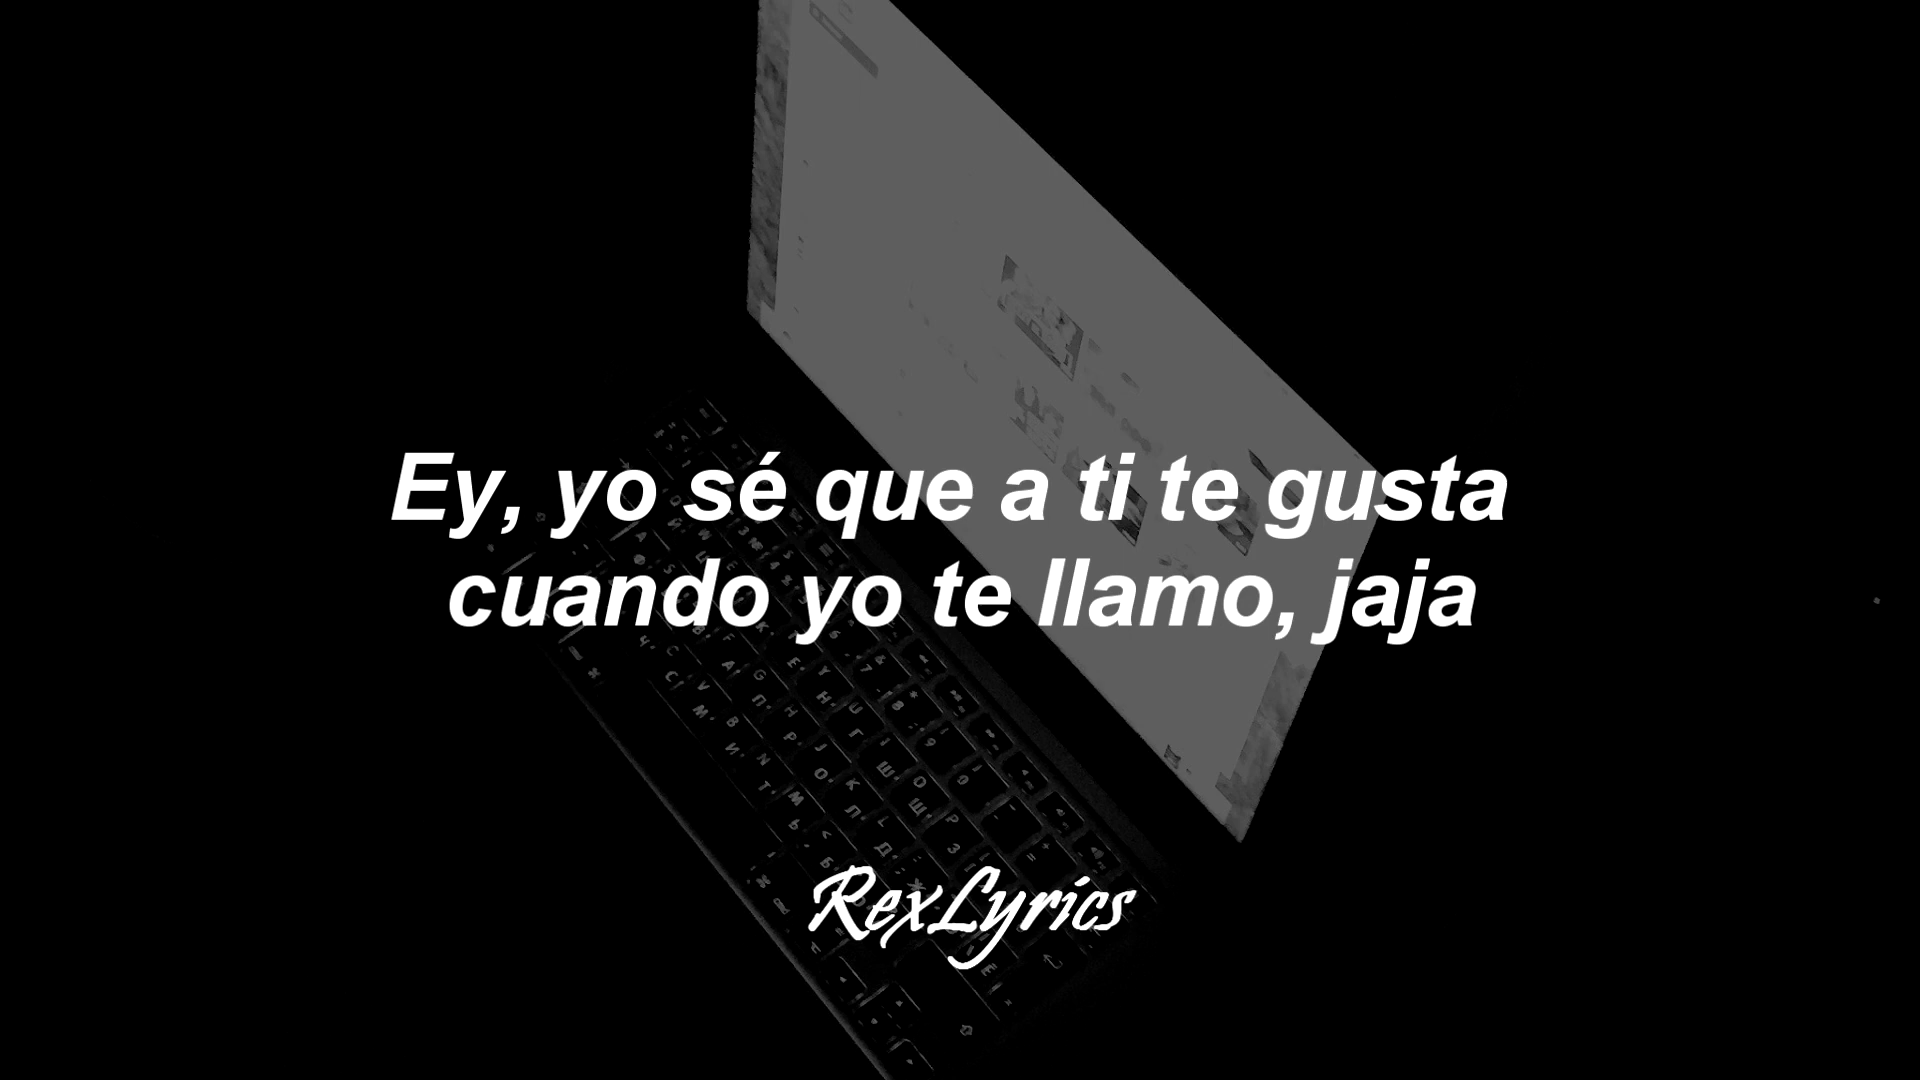 Ey, yo sé que a ti te gusta
cuando yo te llamo, jaja
RexLyrics